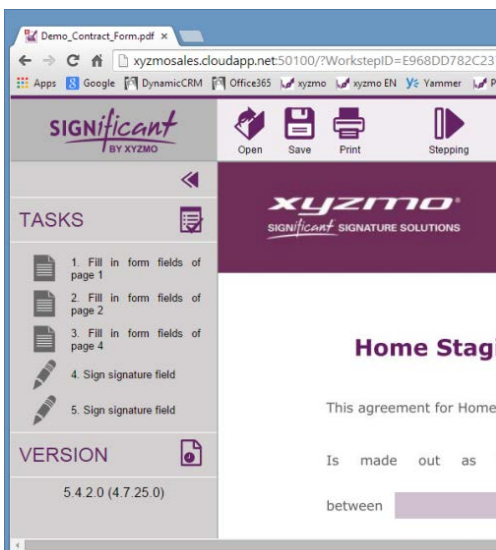 Demo_Contract_Form.pdf ×
xyzmosales.cloudapp.net:50100/?WorkstepID=E968DD782C23
Apps Google DynamicCRM Office365 xyzmo xyzmo EN Yammer P
SIGNificant
BY XYZMO
Open Save Print Stepping
TASKS
1. Fill in form fields of
page 1
2. Fill in form fields of
page 2
3. Fill in form fields of
page 4
4. Sign signature field
5. Sign signature field
VERSION
5.4.2.0 (4.7.25.0)
xyzmo
SIGNificant SIGNATURE SOLUTIONS
Home Stagi
This agreement for Home
Is made out as
between